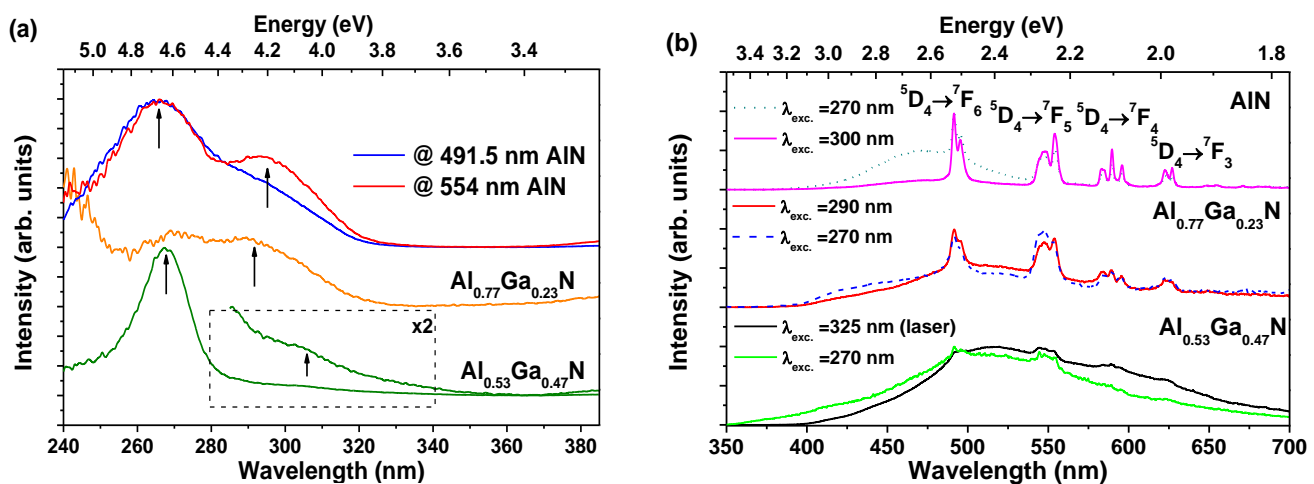 (a)
Energy (eV)
5.0 4.8 4.6 4.4 4.2 4.0 3.8 3.6 3.4
Intensity (arb. units)
@ 491.5 nm AlN
@ 554 nm AlN
Al0.77Ga0.23N
x2
Al0.53Ga0.47N
240 260 280 300 320 340 360 380
Wavelength (nm)
(b)
Energy (eV)
3.4 3.2 3.0 2.8 2.6 2.4 2.2 2.0 1.8
Intensity (arb. units)
λexc.=270 nm
λexc.=300 nm
⁵D₄→⁷F₆
⁵D₄→⁷F₅
⁵D₄→⁷F₄
⁵D₄→⁷F₃
AlN
λexc.=290 nm
λexc.=270 nm
Al0.77Ga0.23N
λexc.=325 nm (laser)
λexc.=270 nm
Al0.53Ga0.47N
350 400 450 500 550 600 650 700
Wavelength (nm)